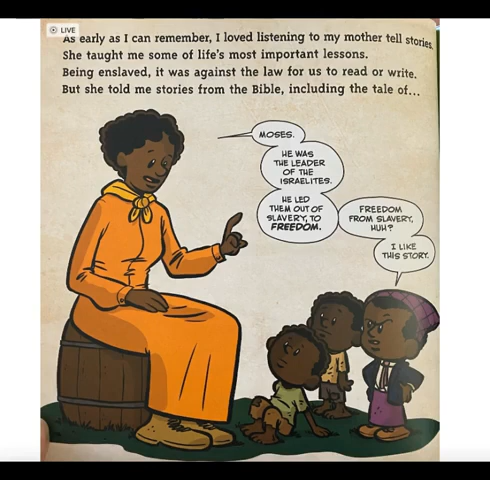 LIVE
As early as I can remember, I loved listening to my mother tell stories.
She taught me some of life's most important lessons.
Being enslaved, it was against the law for us to read or write.
But she told me stories from the Bible, including the tale of...
MOSES.
HE WAS
THE LEADER
OF THE
ISRAELITES.
HE LED
THEM OUT OF
SLAVERY, TO
FREEDOM.
FREEDOM
FROM SLAVERY,
HUH?
I LIKE
THIS STORY.